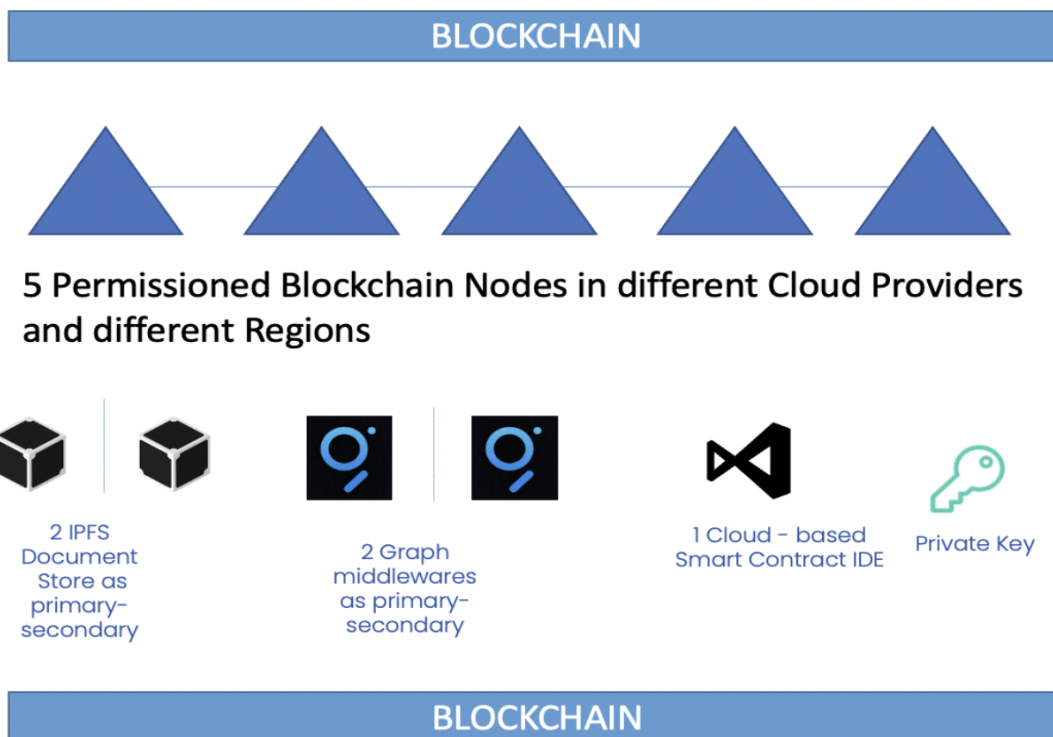 BLOCKCHAIN
5 Permissioned Blockchain Nodes in different Cloud Providers
and different Regions
2 IPFS
Document
Store as
primary-
secondary
2 Graph
middlewares
as primary-
secondary
1 Cloud - based
Smart Contract IDE
Private Key
BLOCKCHAIN